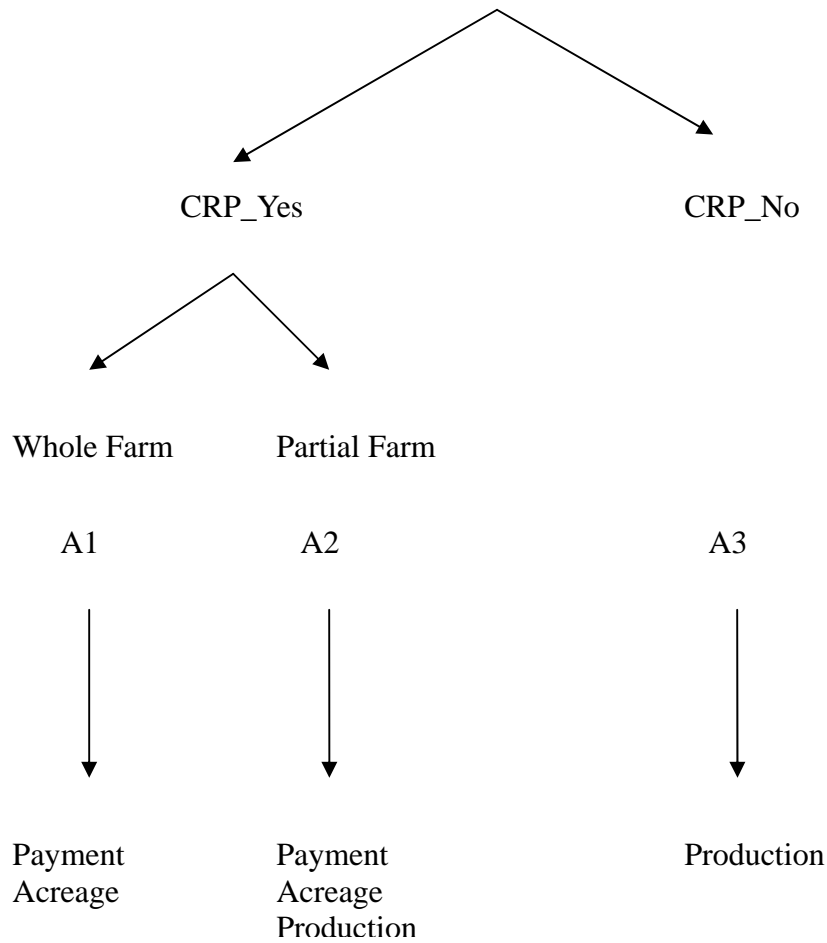 CRP_Yes CRP_No
Whole Farm Partial Farm
A1 A2 A3
Payment Payment Production
Acreage Acreage
Production